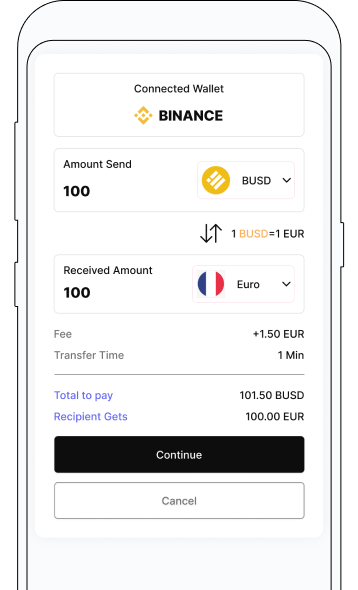 Connected Wallet
BINANCE
Amount Send
100
BUSD
1 BUSD=1 EUR
Received Amount
100
Euro
Fee +1.50 EUR
Transfer Time 1 Min
Total to pay 101.50 BUSD
Recipient Gets 100.00 EUR
Continue
Cancel